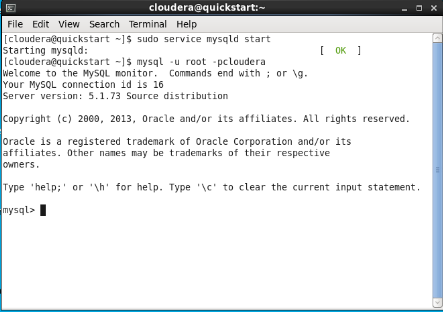 cloudera@quickstart:~
File Edit View Search Terminal Help
[cloudera@quickstart ~]$ sudo service mysqld start
Starting mysqld: [ OK ]
[cloudera@quickstart ~]$ mysql -u root -pcloudera
Welcome to the MySQL monitor. Commands end with ; or \g.
Your MySQL connection id is 16
Server version: 5.1.73 Source distribution
Copyright (c) 2000, 2013, Oracle and/or its affiliates. All rights reserved.
Oracle is a registered trademark of Oracle Corporation and/or its
affiliates. Other names may be trademarks of their respective
owners.
Type 'help;' or '\h' for help. Type '\c' to clear the current input statement.
mysql>